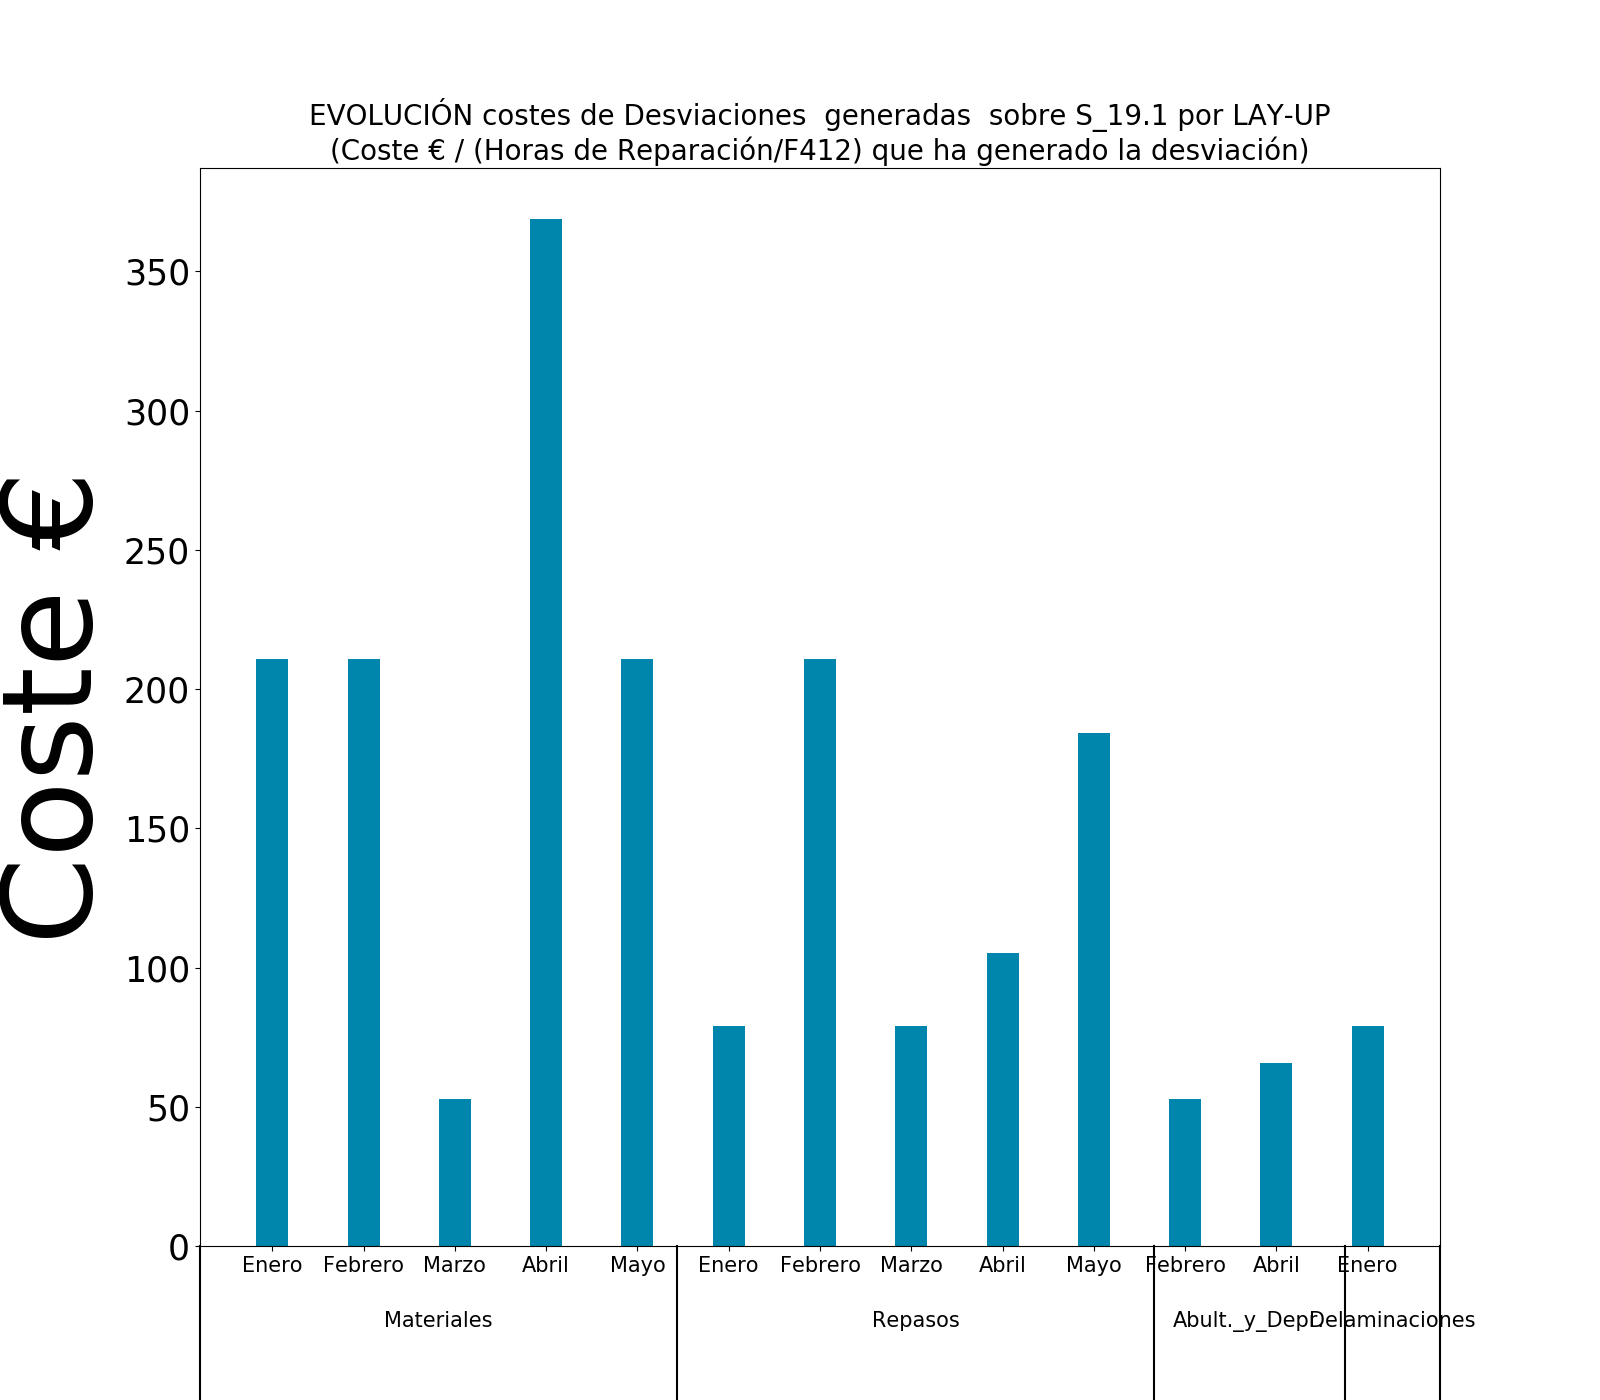 EVOLUCIÓN costes de Desviaciones  generadas  sobre S_19.1 por LAY-UP
(Coste € / (Horas de Reparación/F412) que ha generado la desviación)
Coste €
350
300
250
200
150
100
50
0
Enero Febrero Marzo Abril Mayo Enero Febrero Marzo Abril Mayo Febrero Abril Enero
Materiales Repasos Abult._y_Depr. Delaminaciones